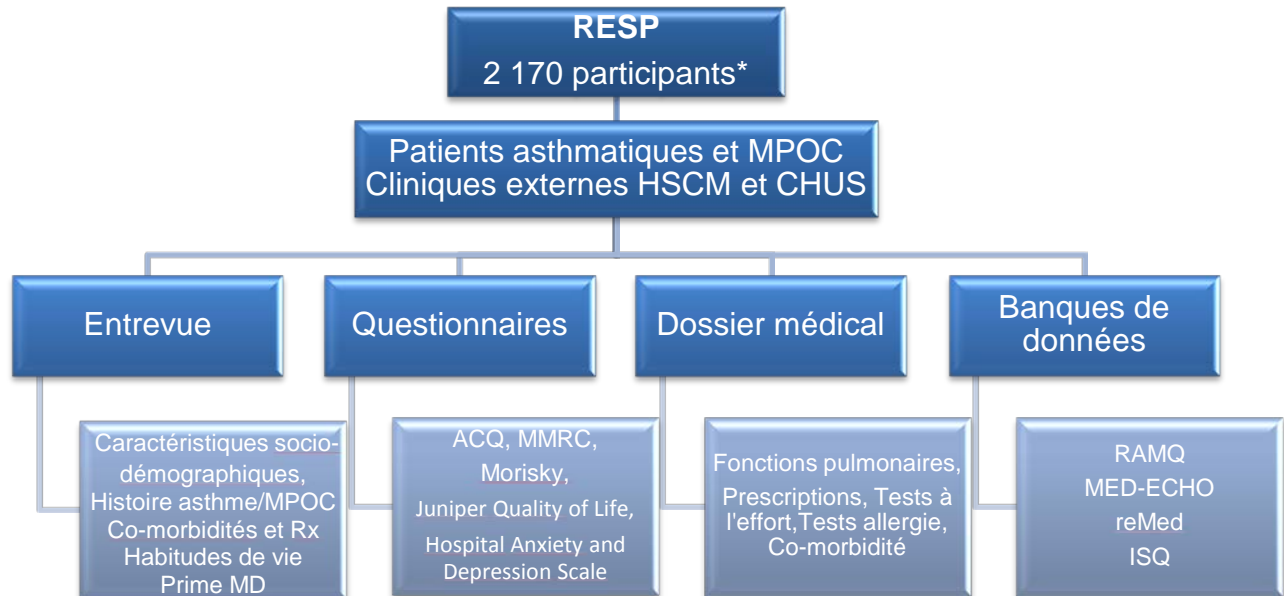 RESP
2 170 participants*
Patients asthmatiques et MPOC
Cliniques externes HSCM et CHUS
Entrevue
Questionnaires
Dossier médical
Banques de
données
Caractéristiques socio-
démographiques,
Histoire asthme/MPOC
Co-morbidités et Rx
Habitudes de vie
Prime MD
ACQ, MMRC,
Morisky,
Juniper Quality of Life,
Hospital Anxiety and
Depression Scale
Fonctions pulmonaires,
Prescriptions, Tests à
l'effort,Tests allergie,
Co-morbidité
RAMQ
MED-ECHO
reMed
ISQ